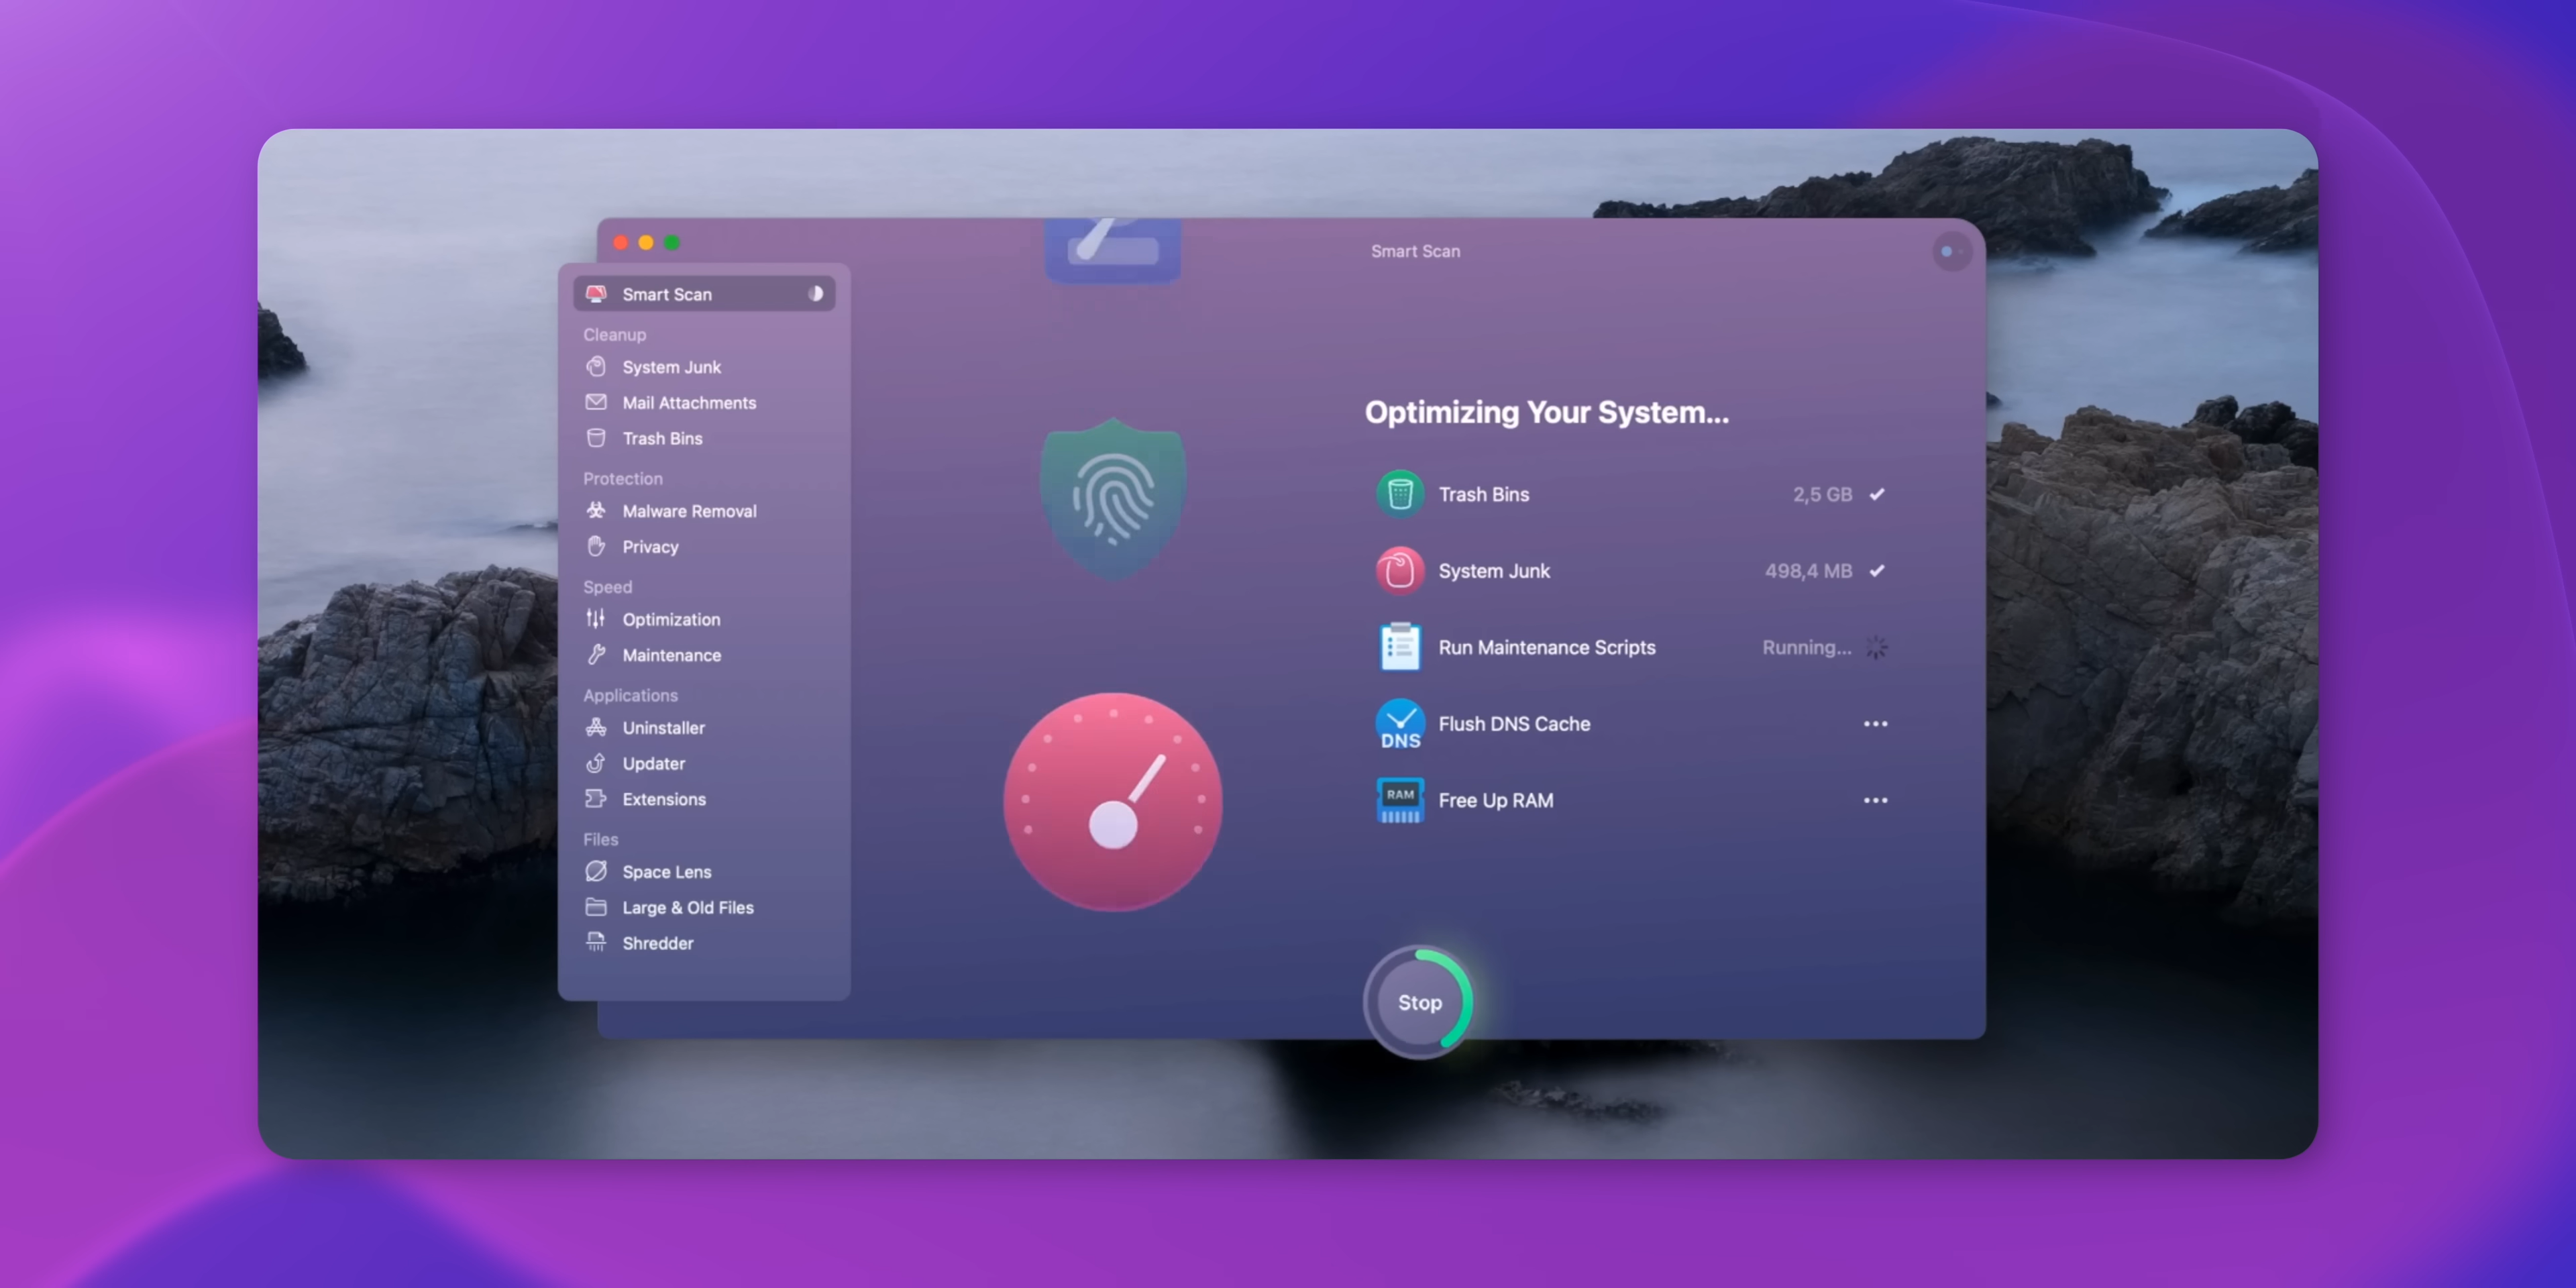 Smart Scan
Smart Scan
Cleanup
System Junk
Mail Attachments
Trash Bins
Protection
Malware Removal
Privacy
Speed
Optimization
Maintenance
Applications
Uninstaller
Updater
Extensions
Files
Space Lens
Large & Old Files
Shredder
Optimizing Your System...
Trash Bins 2,5 GB
System Junk 498,4 MB
Run Maintenance Scripts Running...
DNS Flush DNS Cache
RAM Free Up RAM
Stop